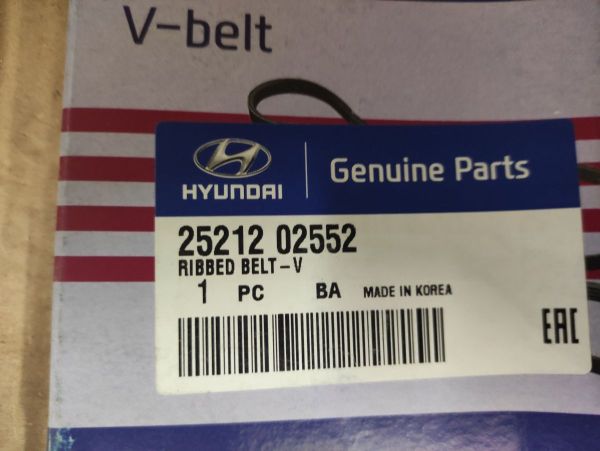 V-belt
HYUNDAI Genuine Parts
25212 02552
RIBBED BELT-V
1 PC BA MADE IN KOREA
EAC